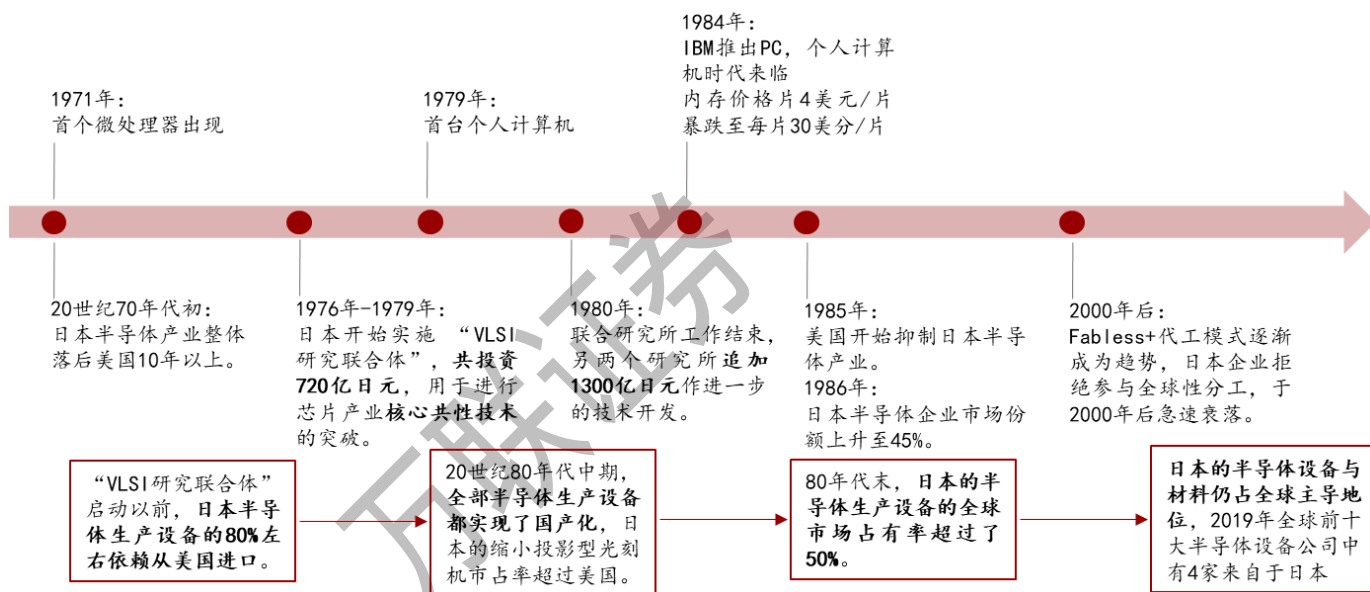 1984年：
IBM推出PC，个人计算
机时代来临
内存价格片4美元/片
暴跌至每片30美分/片
1971年：
首个微处理器出现
1979年：
首台个人计算机
20世纪70年代初：
日本半导体产业整体
落后美国10年以上。
1976年-1979年：
日本开始实施 “VLSI
研究联合体”，共投资
720亿日元，用于进行
芯片产业核心共性技术
的突破。
1980年：
联合研究所工作结束，
另两个研究所追加
1300亿日元作进一步
的技术开发。
1985年：
美国开始抑制日本半导
体产业。
1986年：
日本半导体企业市场份
额上升至45%。
2000年后：
Fabless+代工模式逐渐
成为趋势，日本企业拒
绝参与全球性分工，于
2000年后急速衰落。
“VLSI研究联合体”
启动以前，日本半导
体生产设备的80%左
右依赖从美国进口。
20世纪80年代中期，
全部半导体生产设备
都实现了国产化，日
本的缩小投影型光刻
机市占率超过美国。
80年代末，日本的半
导体生产设备的全球
市场占有率超过了
50%。
日本的半导体设备与
材料仍占全球主导地
位，2019年全球前十
大半导体设备公司中
有4家来自于日本
万联证券